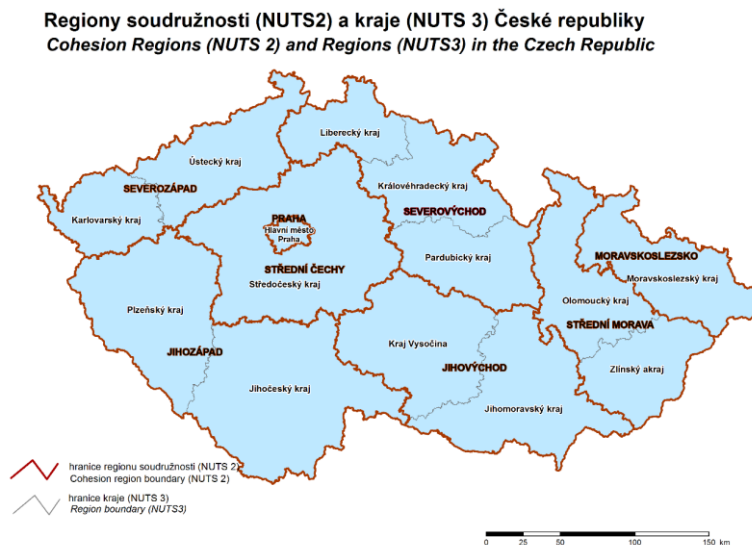 Regiony soudružnosti (NUTS2) a kraje (NUTS 3) České republiky
Cohesion Regions (NUTS 2) and Regions (NUTS3) in the Czech Republic
Liberecký kraj
Ústecký kraj
Královéhradecký kraj
SEVEROZÁPAD
Karlovarský kraj
SEVEROVÝCHOD
PRAHA
Hlavní město
Praha
Pardubický kraj
MORAVSKOSLEZSKO
STŘEDNÍ ČECHY
Moravskoslezský kraj
Středočeský kraj
Olomoucký kraj
Plzeňský kraj
STŘEDNÍ MORAVA
Kraj Vysočina
JIHOZÁPAD
JIHOVÝCHOD
Zlínský akraj
Jihočeský kraj
Jihomoravský kraj
hranice regionu soudružnosti (NUTS 2)
Cohesion region boundary (NUTS 2)
hranice kraje (NUTS 3)
Region boundary (NUTS3)
0 25 50 100 150
km